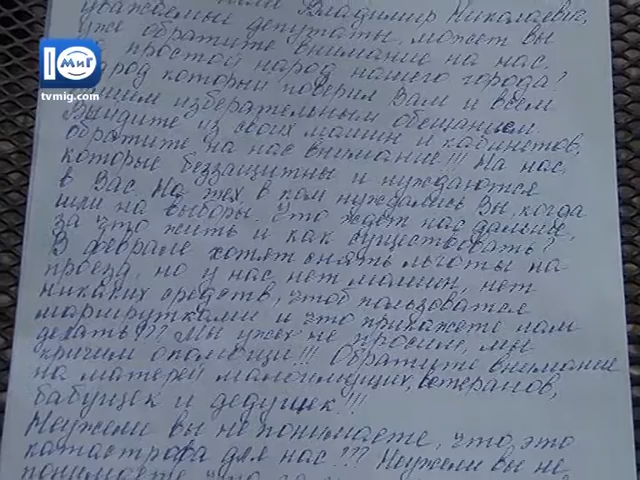 10 МиГ
tvmig.com
Владимир Николаевич,
уважаемые депутаты, может вы
уже обратите внимание на нас,
простой народ нашего города?
Народ который поверил Вам и всем
вашим избирательным обещаниям.
Выйдите из своих машин и кабинетов,
обратите на нас внимание!!! На нас,
которые беззащитны и нуждаются
в Вас. На тех, в ком нуждались Вы, когда
шли на выборы. Что ждет нас дальше,
за что жить и как существовать?
В феврале хотят снять льготы на
проезд, но у нас нет машин, нет
никаких средств, чтоб пользоватся
маршрутками и что прикажете нам
делать??? Мы уже не просим, мы
кричим о помощи!!! Обратите внимание
на матерей малоимущих, ветеранов,
бабушек и дедушек!!!
Неужели вы не понимаете, что это
катастрофа для нас!?? Неужели вы не
понимаете, что